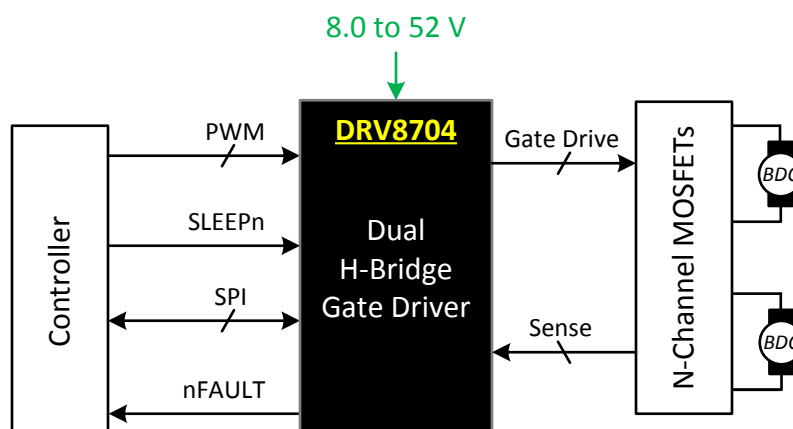 8.0 to 52 V
DRV8704
Dual
H-Bridge
Gate Driver
Controller
PWM
SLEEPn
SPI
nFAULT
Gate Drive
Sense
N-Channel MOSFETs